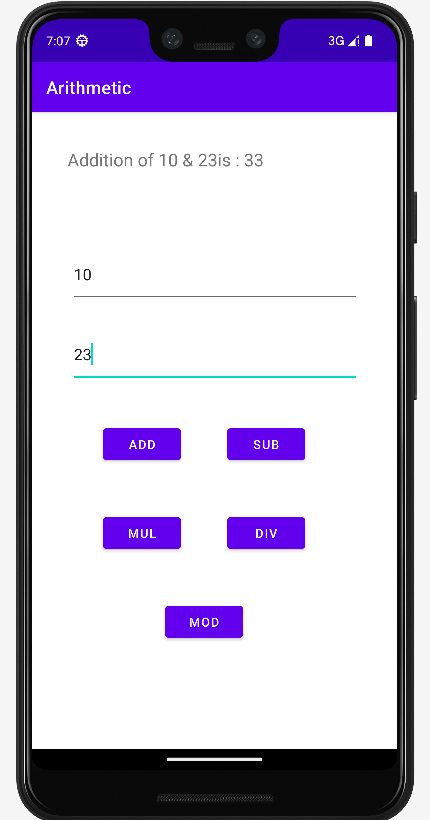 7:07 3G
Arithmetic
Addition of 10 & 23is : 33
10
23
ADD SUB
MUL DIV
MOD